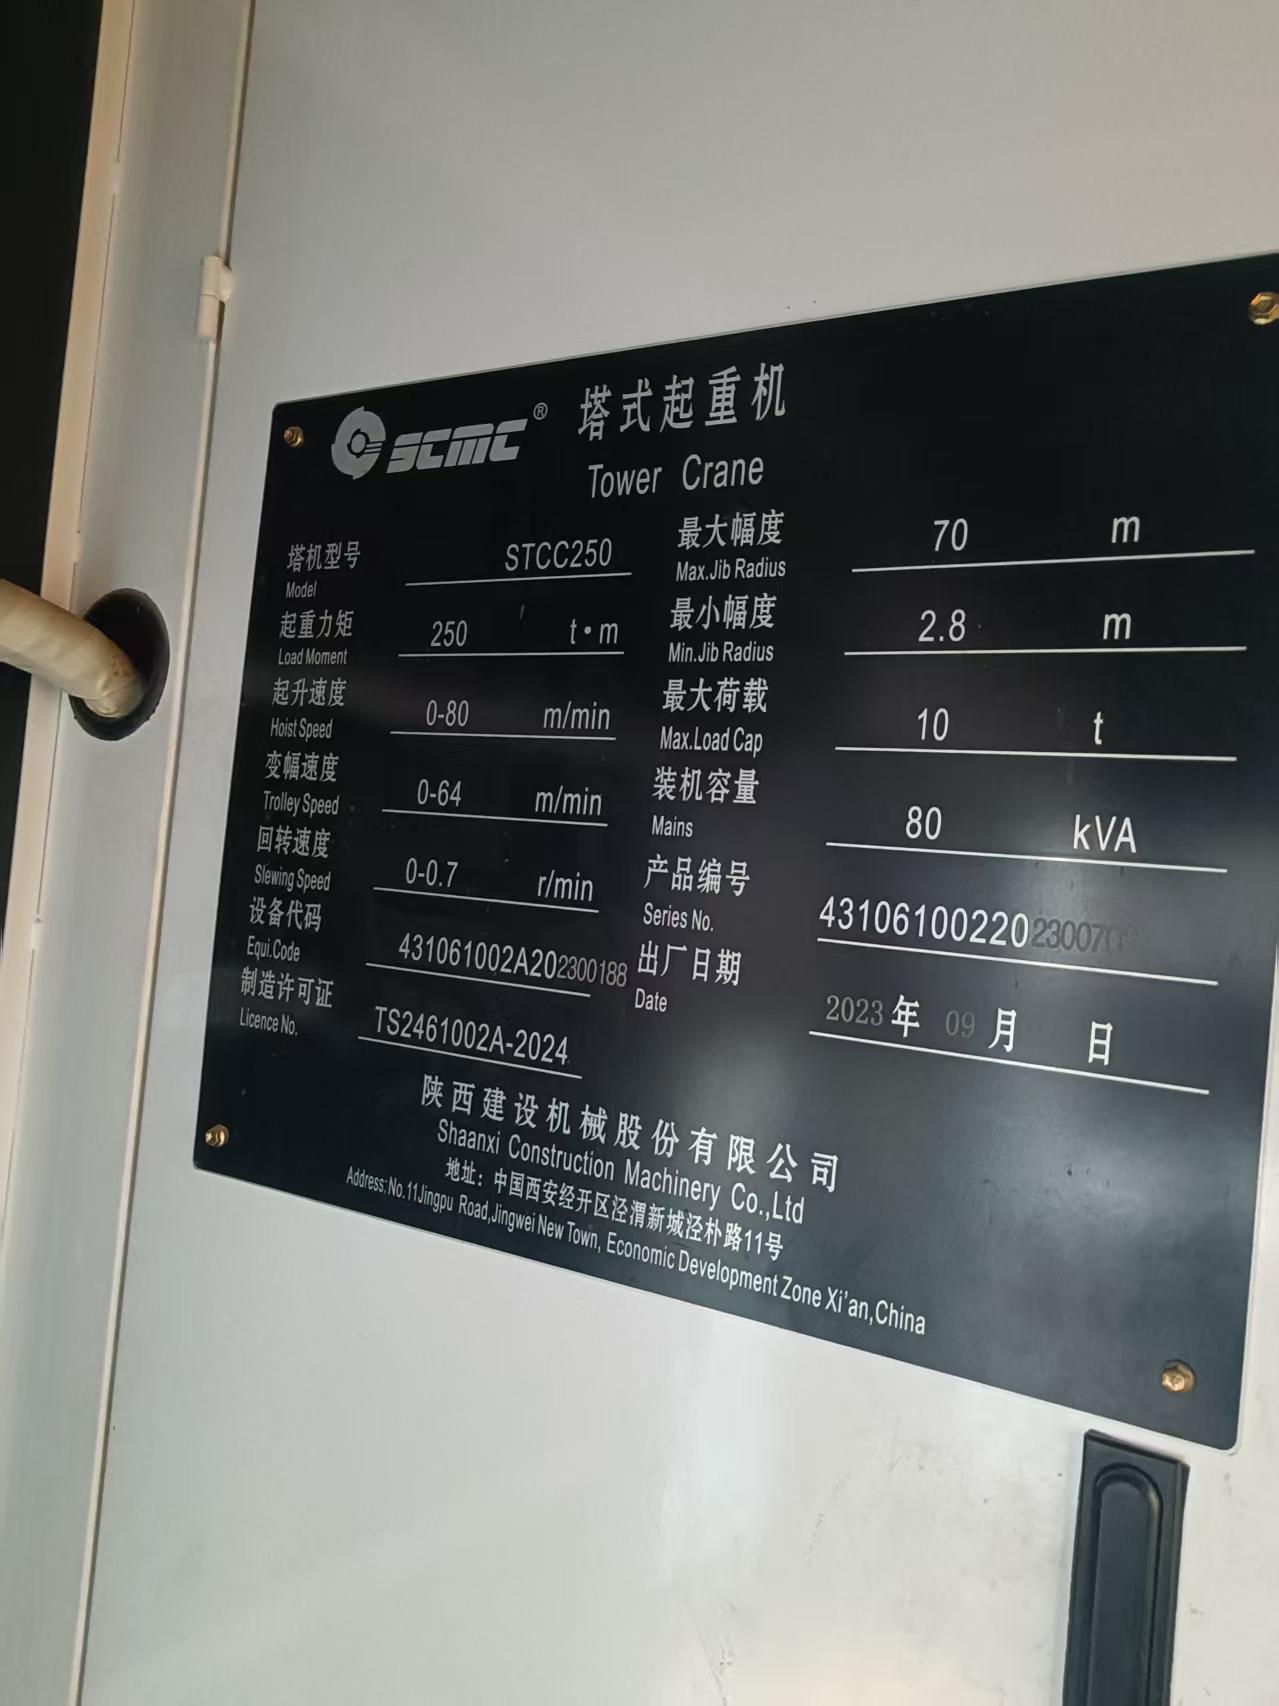 SCMC® 塔式起重机
Tower Crane
塔机型号 STCC250
Model
起重力矩 250 t·m
Load Moment
起升速度 0-80 m/min
Hoist Speed
变幅速度 0-64 m/min
Trolley Speed
回转速度 0-0.7 r/min
Slewing Speed
设备代码 431061002A202300188
Equi.Code
制造许可证 TS2461002A-2024
Licence No.
最大幅度 70 m
Max.Jib Radius
最小幅度 2.8 m
Min.Jib Radius
最大荷载 10 t
Max.Load Cap
装机容量 80 kVA
Mains
产品编号
Series No.
出厂日期 2023 年 09 月 日
Date
陕西建设机械股份有限公司
Shaanxi Construction Machinery Co.,Ltd
地址：中国西安经开区泾渭新城泾朴路11号
Address:No.11Jingpu Road,Jingwei New Town, Economic Development Zone Xi'an,China